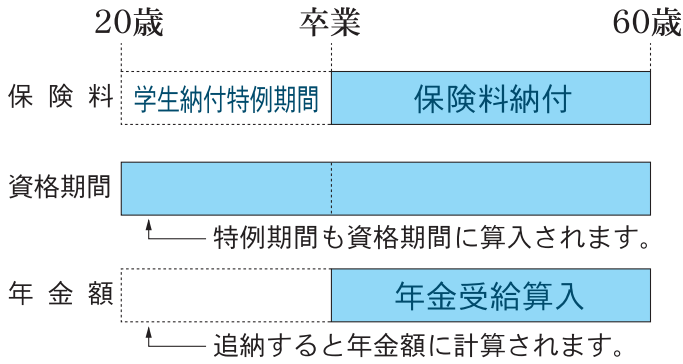 20歳 卒業 60歳
保険料 学生納付特例期間 保険料納付
資格期間
特例期間も資格期間に算入されます。
年金額 年金受給算入
追納すると年金額に計算されます。